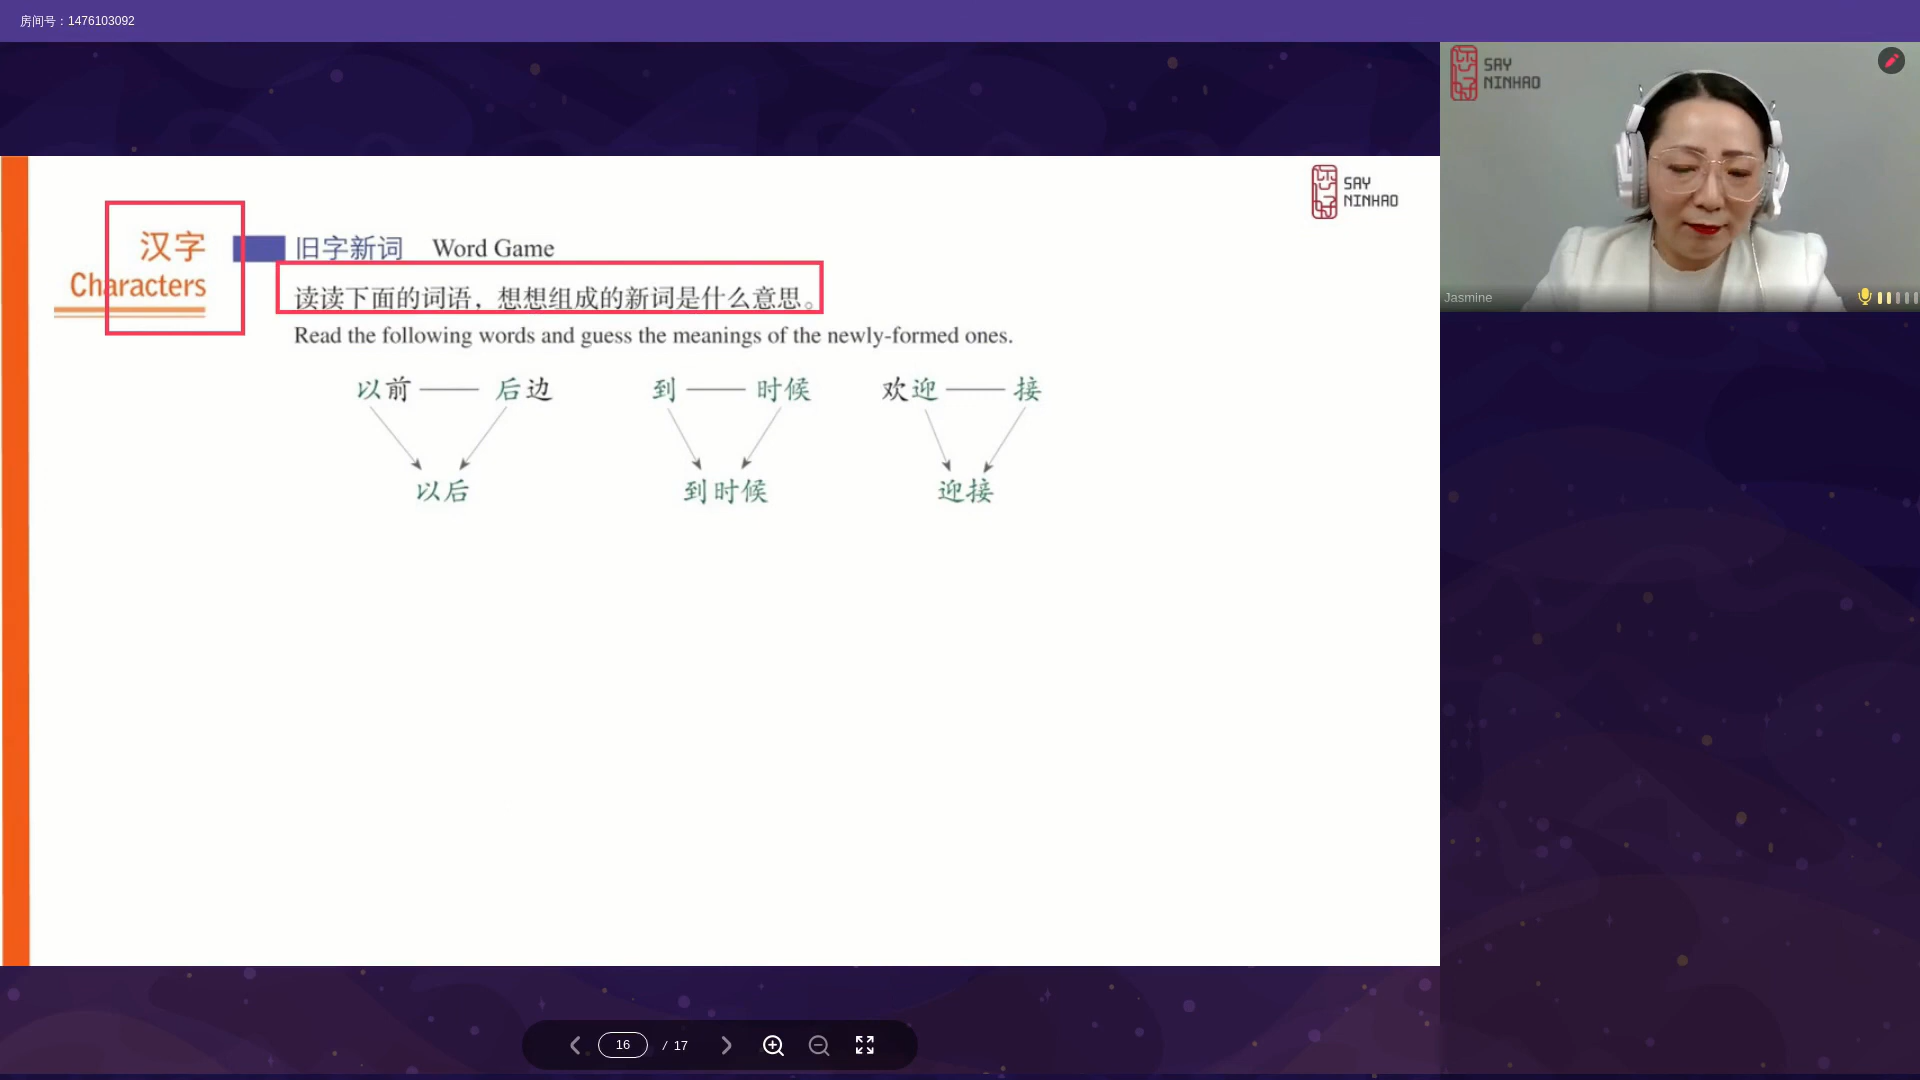 房间号：1476103092
SAY
NINHAO
Jasmine
SAY
NINHAO
汉字
Characters
旧字新词 Word Game
读读下面的词语，想想组成的新词是什么意思。
Read the following words and guess the meanings of the newly-formed ones.
以前 后边 到 时候 欢迎 接
以后 到时候 迎接
16 / 17